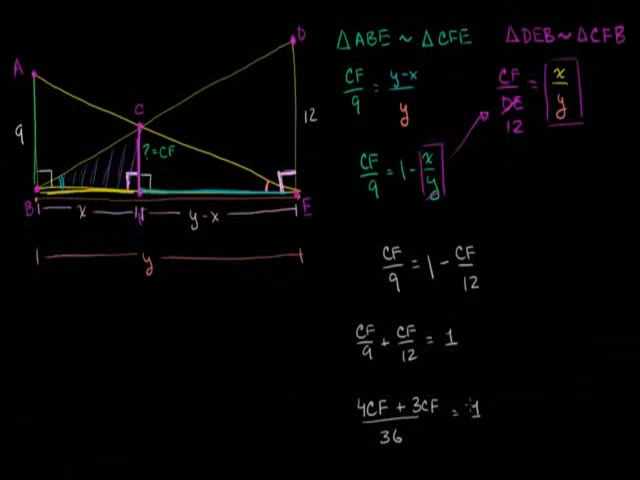 △ABE ~ △CFE
△DEB ~ △CFB
CF/9 = y-x/y
CF/DE = x/y
12
CF/9 = 1 - x/y
CF/9 = 1 - CF/12
CF/9 + CF/12 = 1
4CF + 3CF/36 = 1
A
D
C
9
12
? = CF
B
E
x
y-x
y